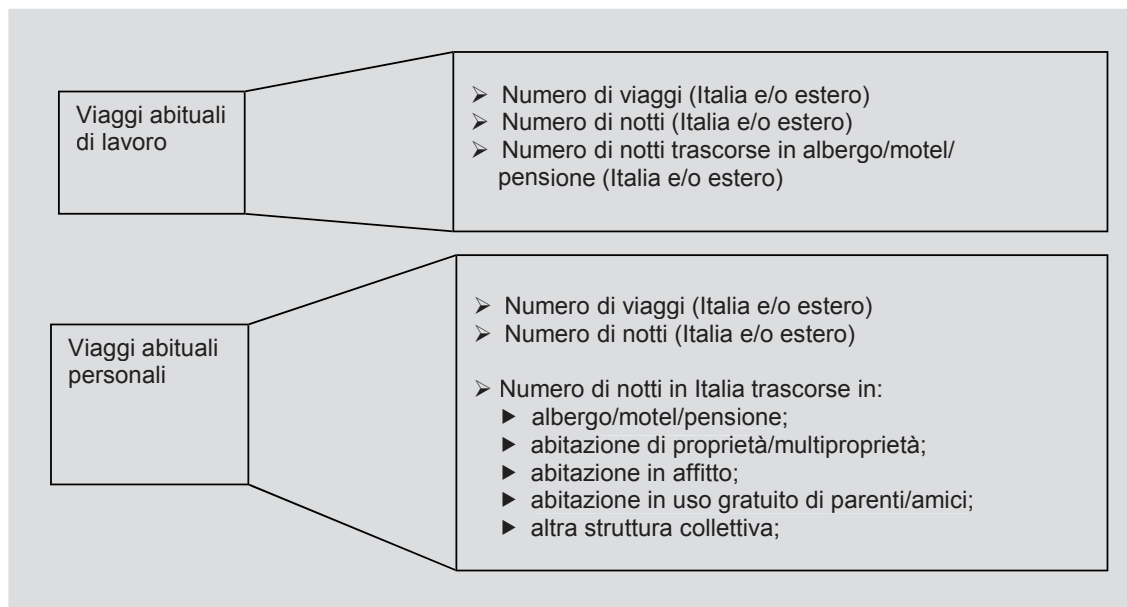 Viaggi abituali
di lavoro
➢ Numero di viaggi (Italia e/o estero)
➢ Numero di notti (Italia e/o estero)
➢ Numero di notti trascorse in albergo/motel/
pensione (Italia e/o estero)
Viaggi abituali
personali
➢ Numero di viaggi (Italia e/o estero)
➢ Numero di notti (Italia e/o estero)
➢ Numero di notti in Italia trascorse in:
▶ albergo/motel/pensione;
▶ abitazione di proprietà/multiproprietà;
▶ abitazione in affitto;
▶ abitazione in uso gratuito di parenti/amici;
▶ altra struttura collettiva;